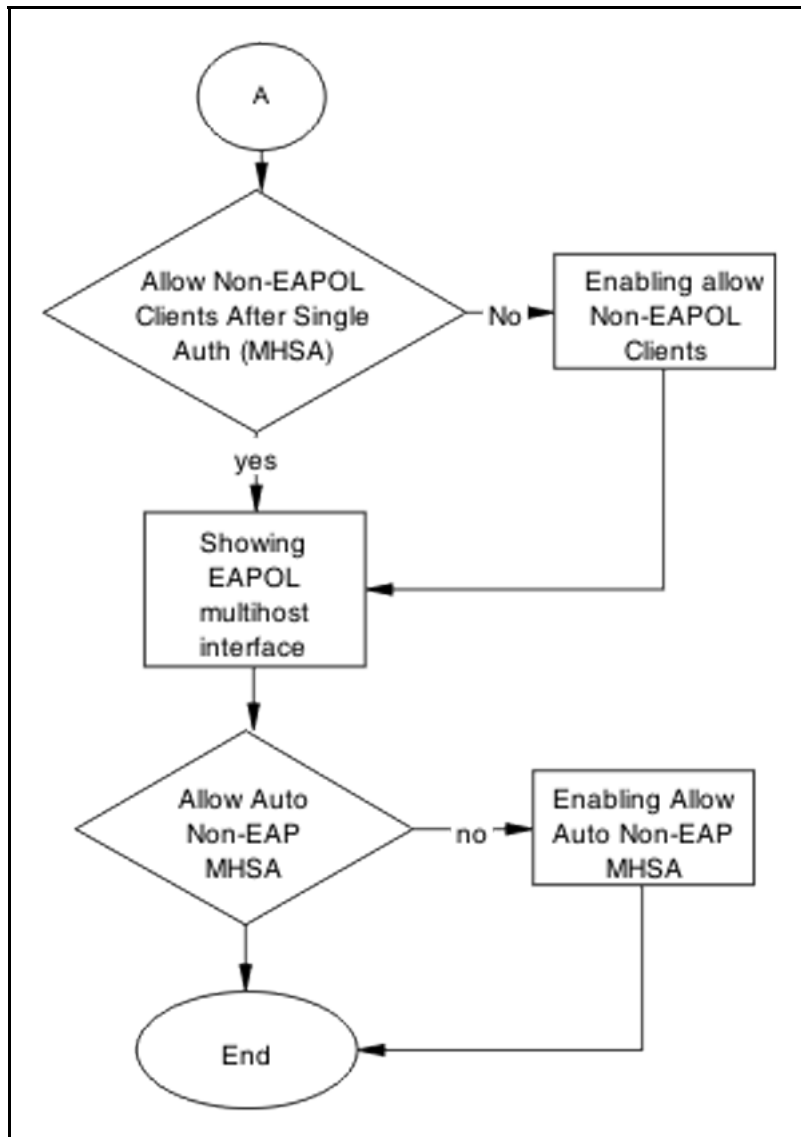 A
Allow Non-EAPOL
Clients After Single
Auth (MHSA)
No
Enabling allow
Non-EAPOL
Clients
yes
Showing
EAPOL
multihost
interface
Allow Auto
Non-EAP
MHSA
no
Enabling Allow
Auto Non-EAP
MHSA
End